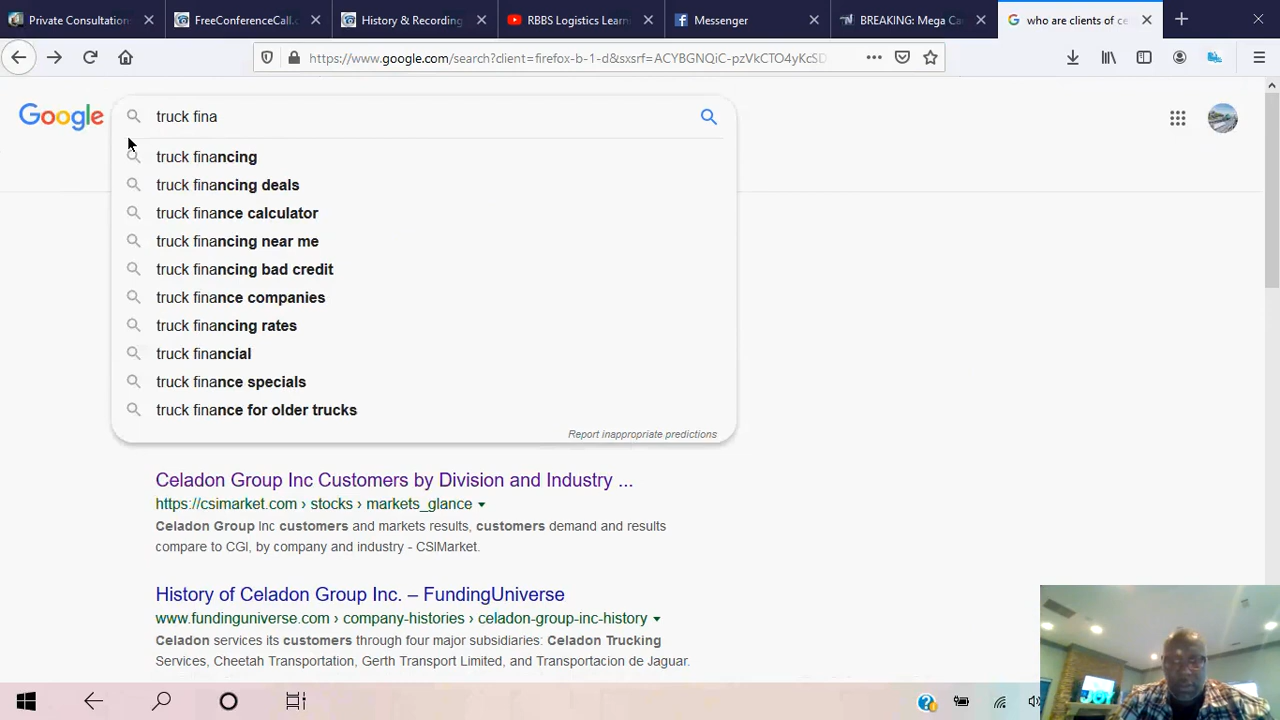 Private Consultation
FreeConferenceCall.c
History & Recording
RBBS Logistics Learn
Messenger
BREAKING: Mega Ca
who are clients of ce
https://www.google.com/search?client=firefox-b-1-d&sxsrf=ACYBGNQiC-pzVkCTO4yKcSD
Google
truck fina
truck financing
truck financing deals
truck finance calculator
truck financing near me
truck financing bad credit
truck finance companies
truck financing rates
truck financial
truck finance specials
truck finance for older trucks
Report inappropriate predictions
Celadon Group Inc Customers by Division and Industry ...
https://csimarket.com › stocks › markets_glance
Celadon Group Inc customers and markets results, customers demand and results
compare to CGI, by company and industry - CSIMarket.
History of Celadon Group Inc. – FundingUniverse
www.fundinguniverse.com › company-histories › celadon-group-inc-history
Celadon services its customers through four major subsidiaries: Celadon Trucking
Services, Cheetah Transportation, Gerth Transport Limited, and Transportacion de Jaguar.
JOY